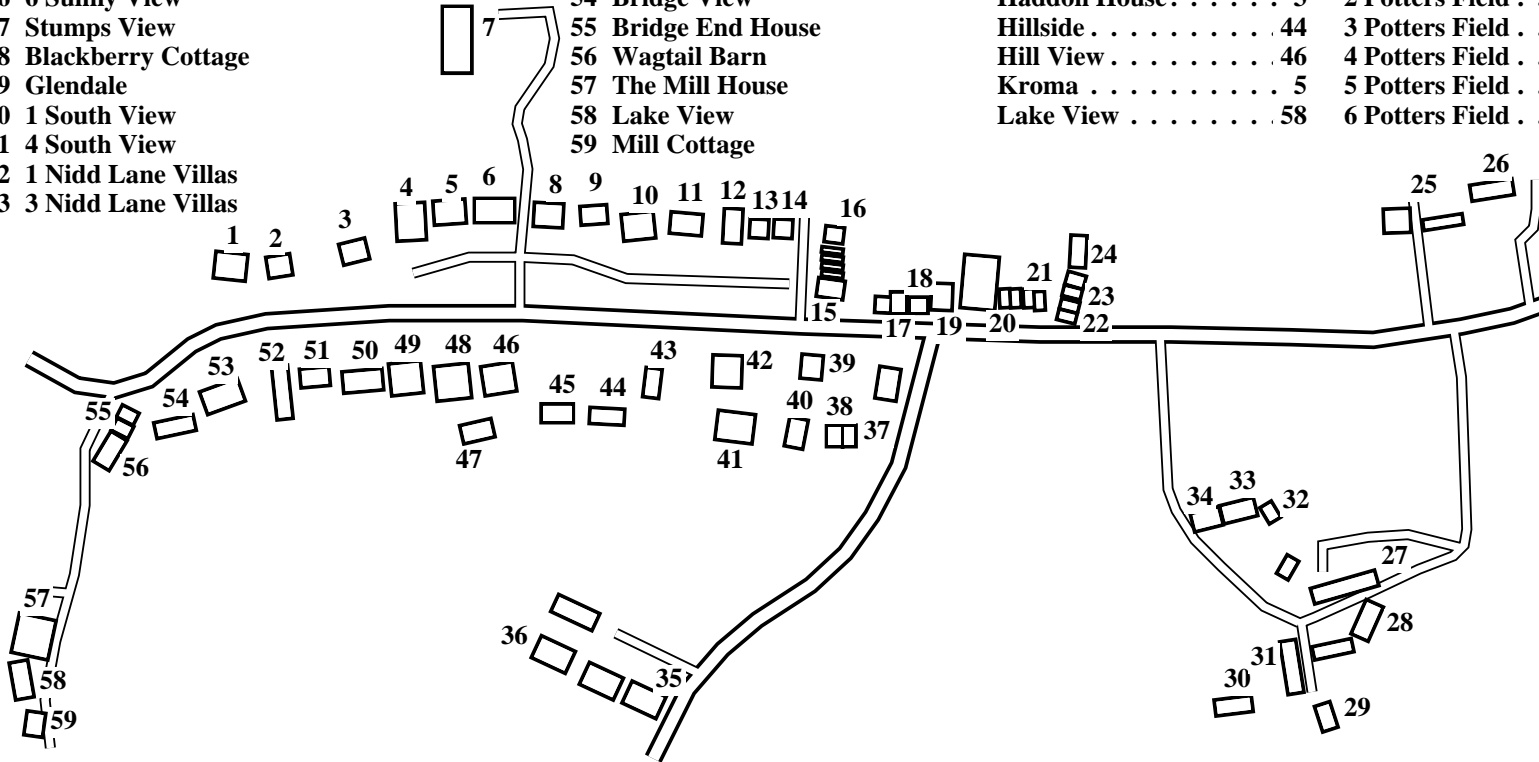 6 Sunny View
7 Stumps View
8 Blackberry Cottage
9 Glendale
0 1 South View
1 4 South View
2 1 Nidd Lane Villas
3 3 Nidd Lane Villas
54 Bridge View
55 Bridge End House
56 Wagtail Barn
57 The Mill House
58 Lake View
59 Mill Cottage
Haddon House . . . . . . 5
Hillside . . . . . . . . . . 44
Hill View . . . . . . . . . 46
Kroma . . . . . . . . . . 5
Lake View . . . . . . . . 58
2 Potters Field . .
3 Potters Field . .
4 Potters Field . .
5 Potters Field . .
6 Potters Field . .
7
26
25
4
5
6
8
9
10
11
12
13
14
16
1
2
3
24
18
21
23
15
17
19
20
22
52
51
50
49
48
46
43
42
39
53
54
45
44
40
38
37
55
56
47
41
34
33
32
27
57
28
36
31
58
35
30
59
29